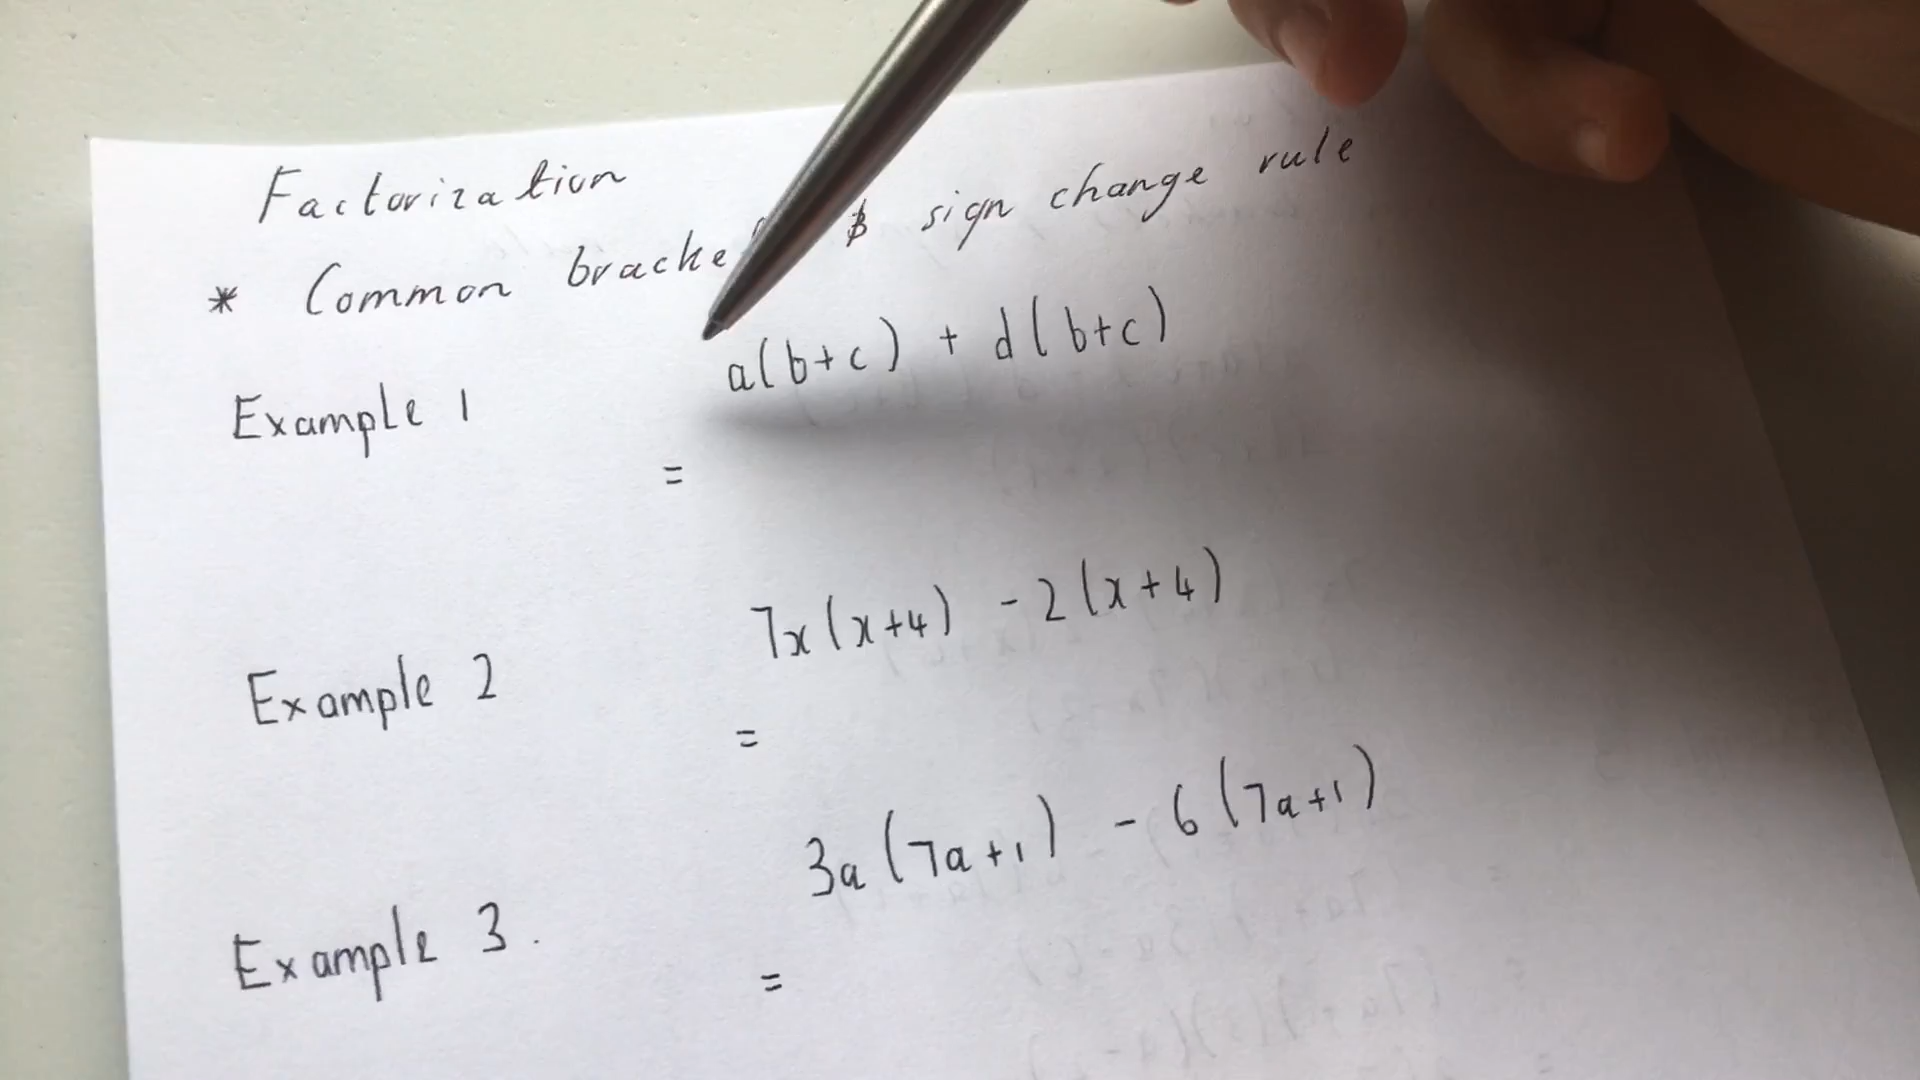 Factorization
* Common bracke & sign change rule
Example 1 a(b+c) + d(b+c)
=
Example 2 7x(x+4) - 2(x+4)
=
Example 3. 3a(7a+1) - 6(7a+1)
=